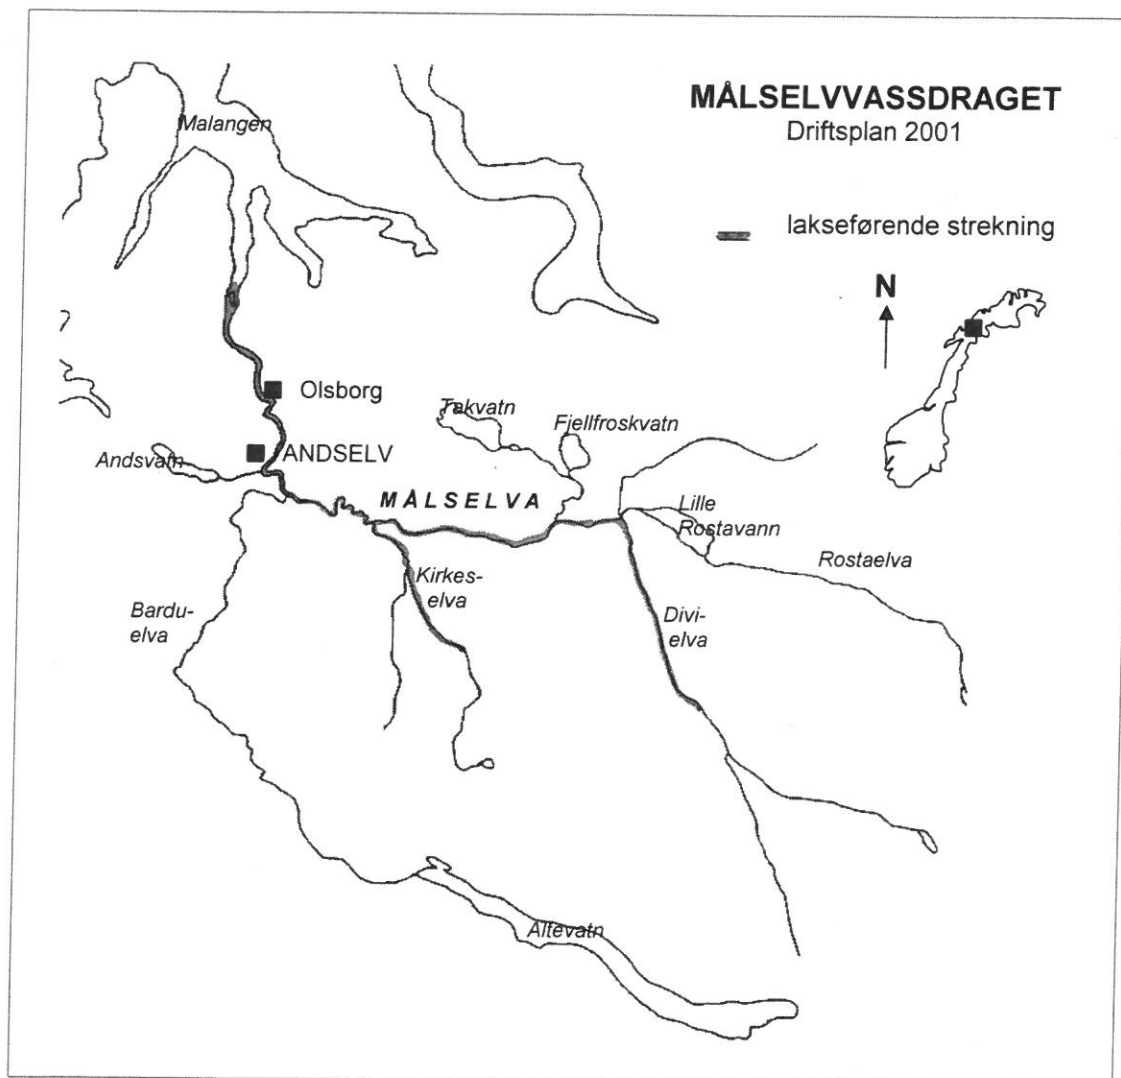 MÅLSELVVASSDRAGET
Driftsplan 2001
Malangen
lakseførende strekning
N
Olsborg
Takvatn
Fjellfroskvatn
Andsvatn
ANDSELV
MÅLSELVA
Lille
Rostavann
Rostaelva
Kirkes-
elva
Bardu-
elva
Divi-
elva
Altevatn